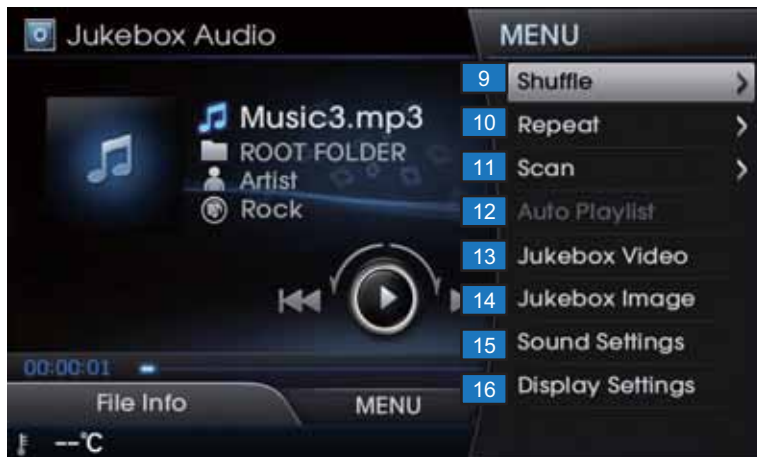 Jukebox Audio
Music3.mp3
ROOT FOLDER
Artist
Rock
00:00:01
File Info
MENU
--℃
MENU
9 Shuffle
10 Repeat
11 Scan
12 Auto Playlist
13 Jukebox Video
14 Jukebox Image
15 Sound Settings
16 Display Settings